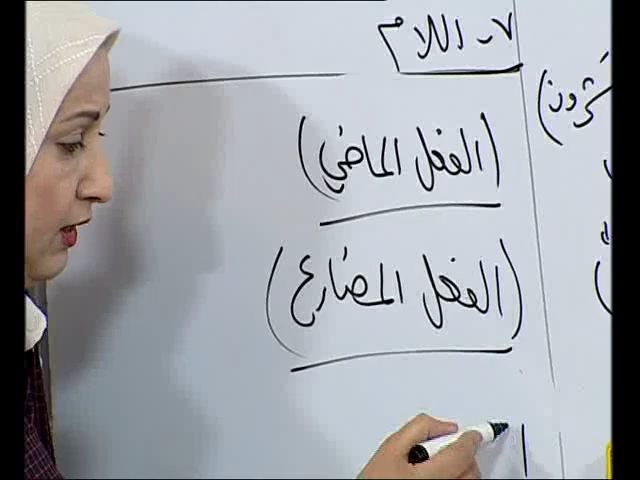 ٧- اللام
(الفعل الماضي)
(الفعل المضارع)